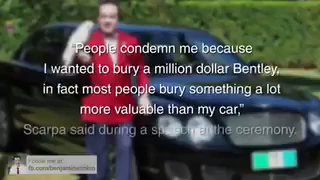 “People condemn me because
I wanted to bury a million dollar Bentley,
in fact most people bury something a lot
more valuable than my car,”
Scarpa said during a speech at the ceremony.